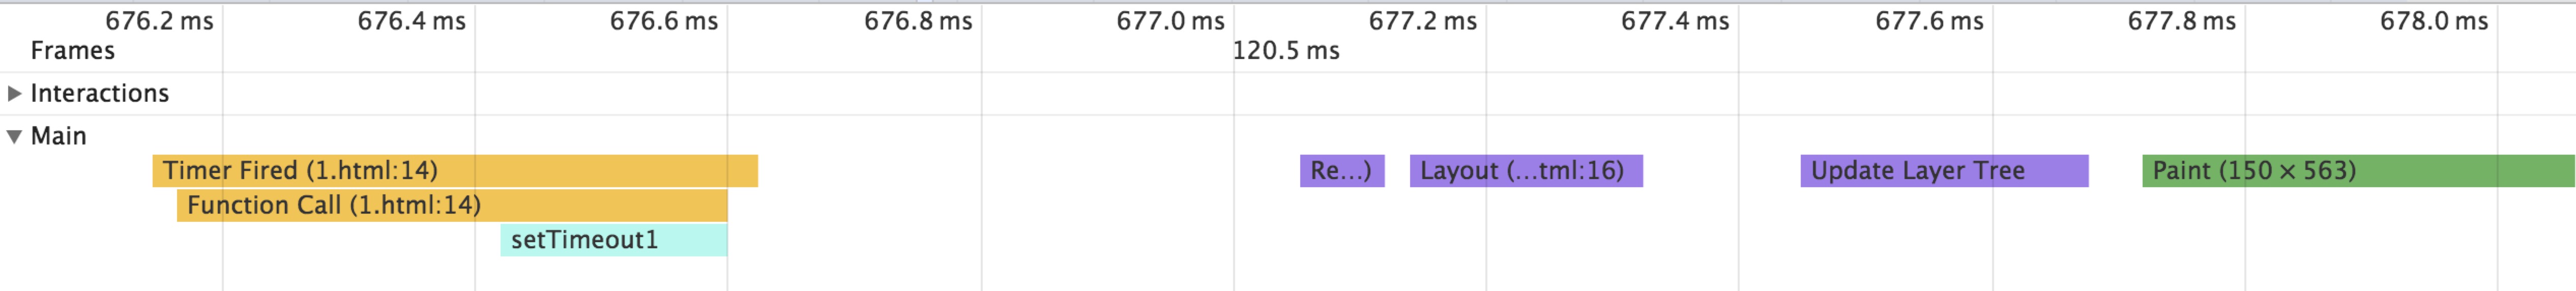 676.2 ms 676.4 ms 676.6 ms 676.8 ms 677.0 ms 677.2 ms 677.4 ms 677.6 ms 677.8 ms 678.0 ms
Frames 120.5 ms
Interactions
Main
Timer Fired (1.html:14) Re...) Layout (...tml:16) Update Layer Tree Paint (150 × 563)
Function Call (1.html:14)
setTimeout1